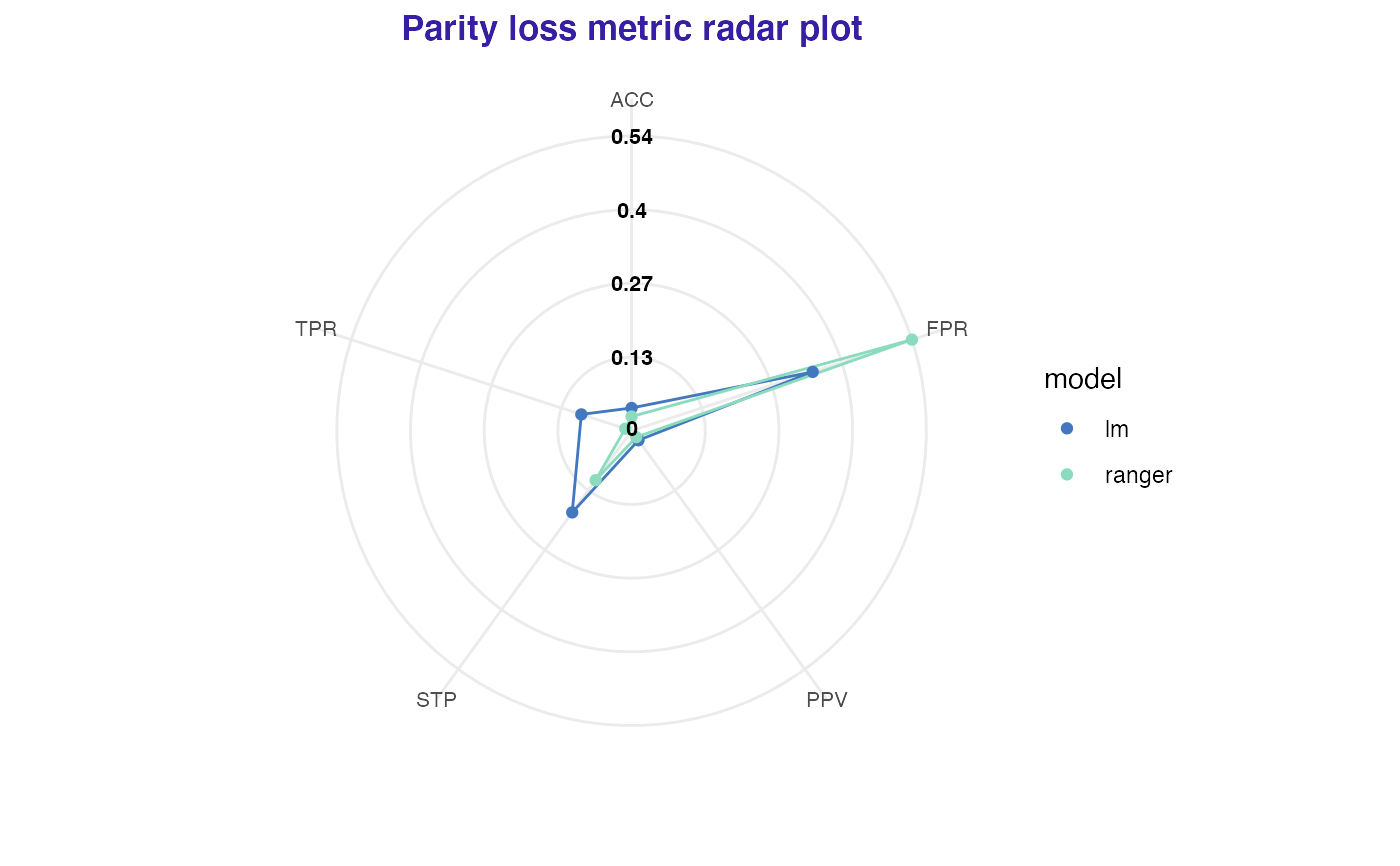 Parity loss metric radar plot
ACC
0.54
0.4
0.27
TPR
FPR
0.13
model
0
lm
ranger
STP
PPV